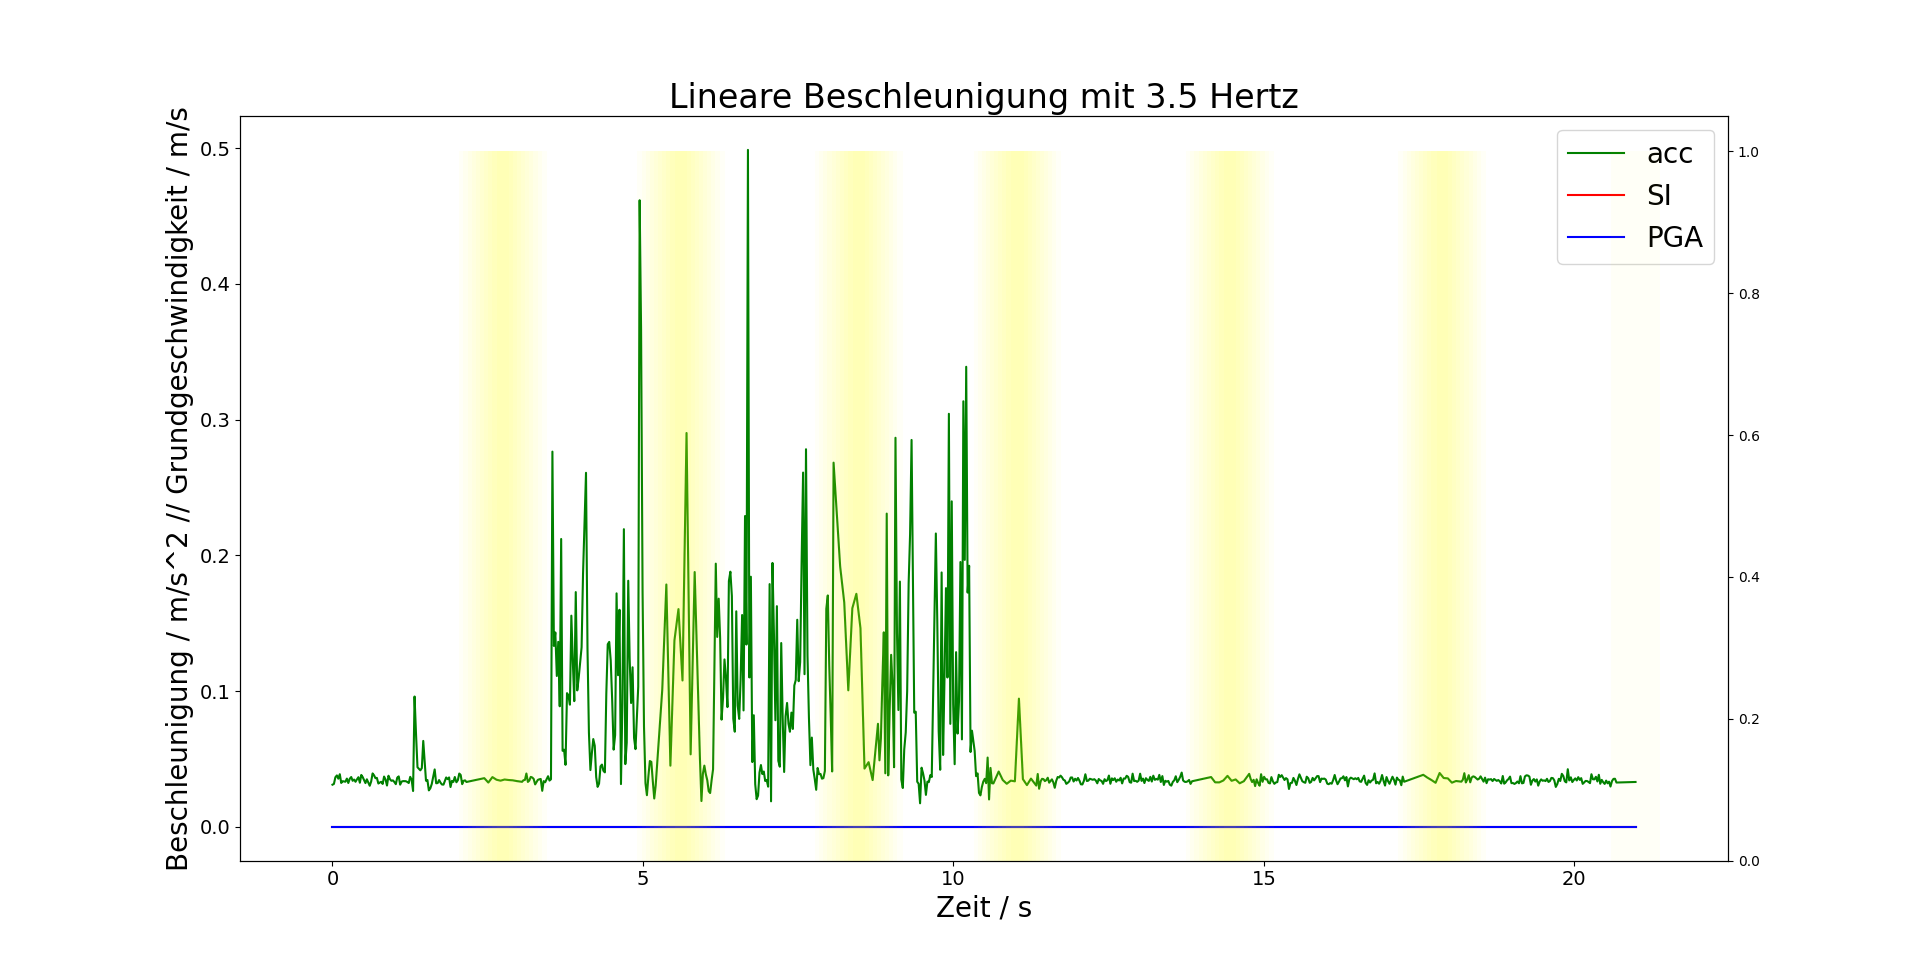 Lineare Beschleunigung mit 3.5 Hertz
Beschleunigung / m/s^2 // Grundgeschwindigkeit / m/s
0.5
0.4
0.3
0.2
0.1
0.0
acc
SI
PGA
1.0
0.8
0.6
0.4
0.2
0.0
0 5 10 15 20
Zeit / s